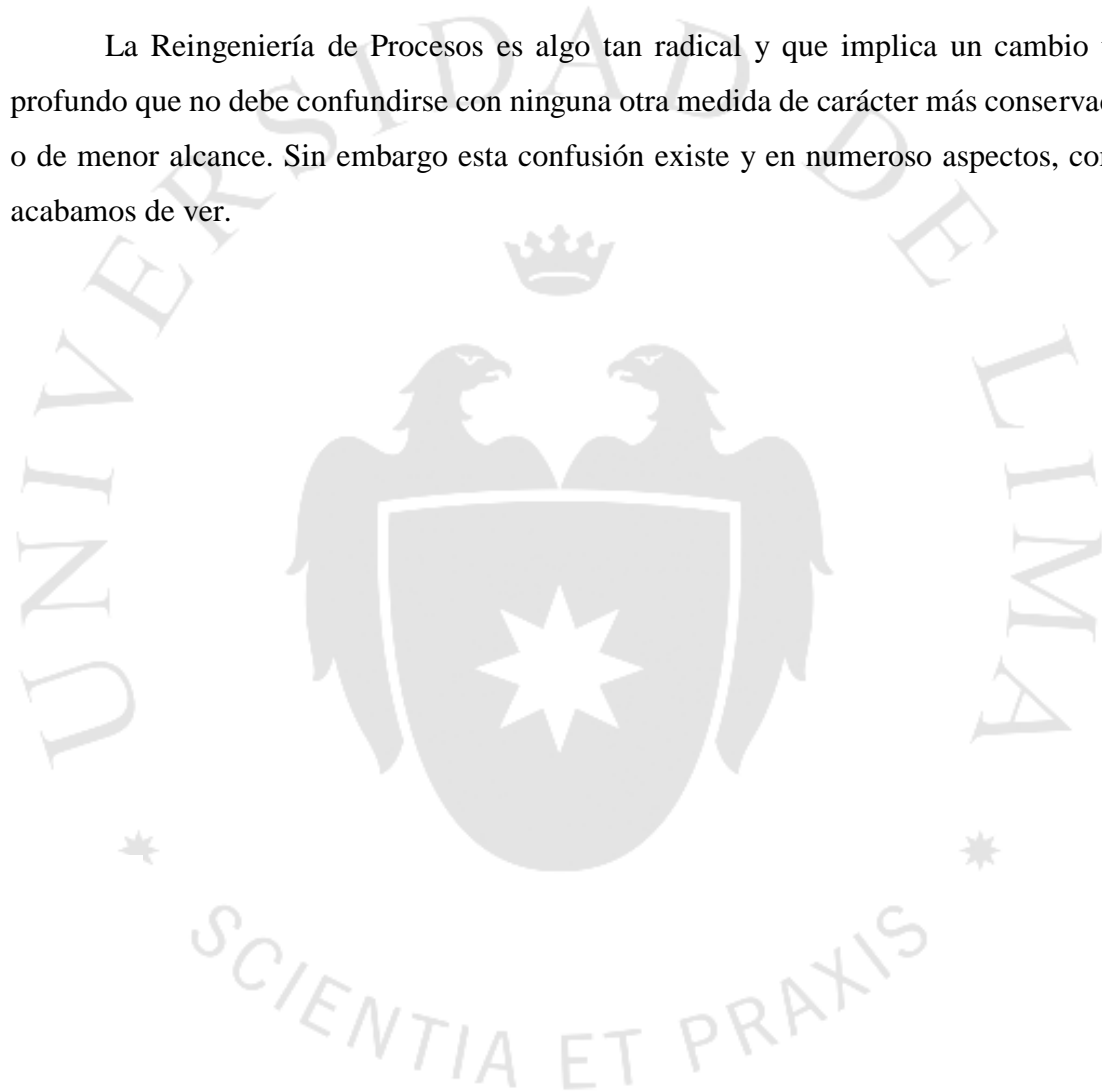 La Reingeniería de Procesos es algo tan radical y que implica un cambio
profundo que no debe confundirse con ninguna otra medida de carácter más
o de menor alcance. Sin embargo esta confusión existe y en numeroso aspectos,
acabamos de ver.
UNIVERSIDAD DE LIMA
SCIENTIA ET PRAXIS